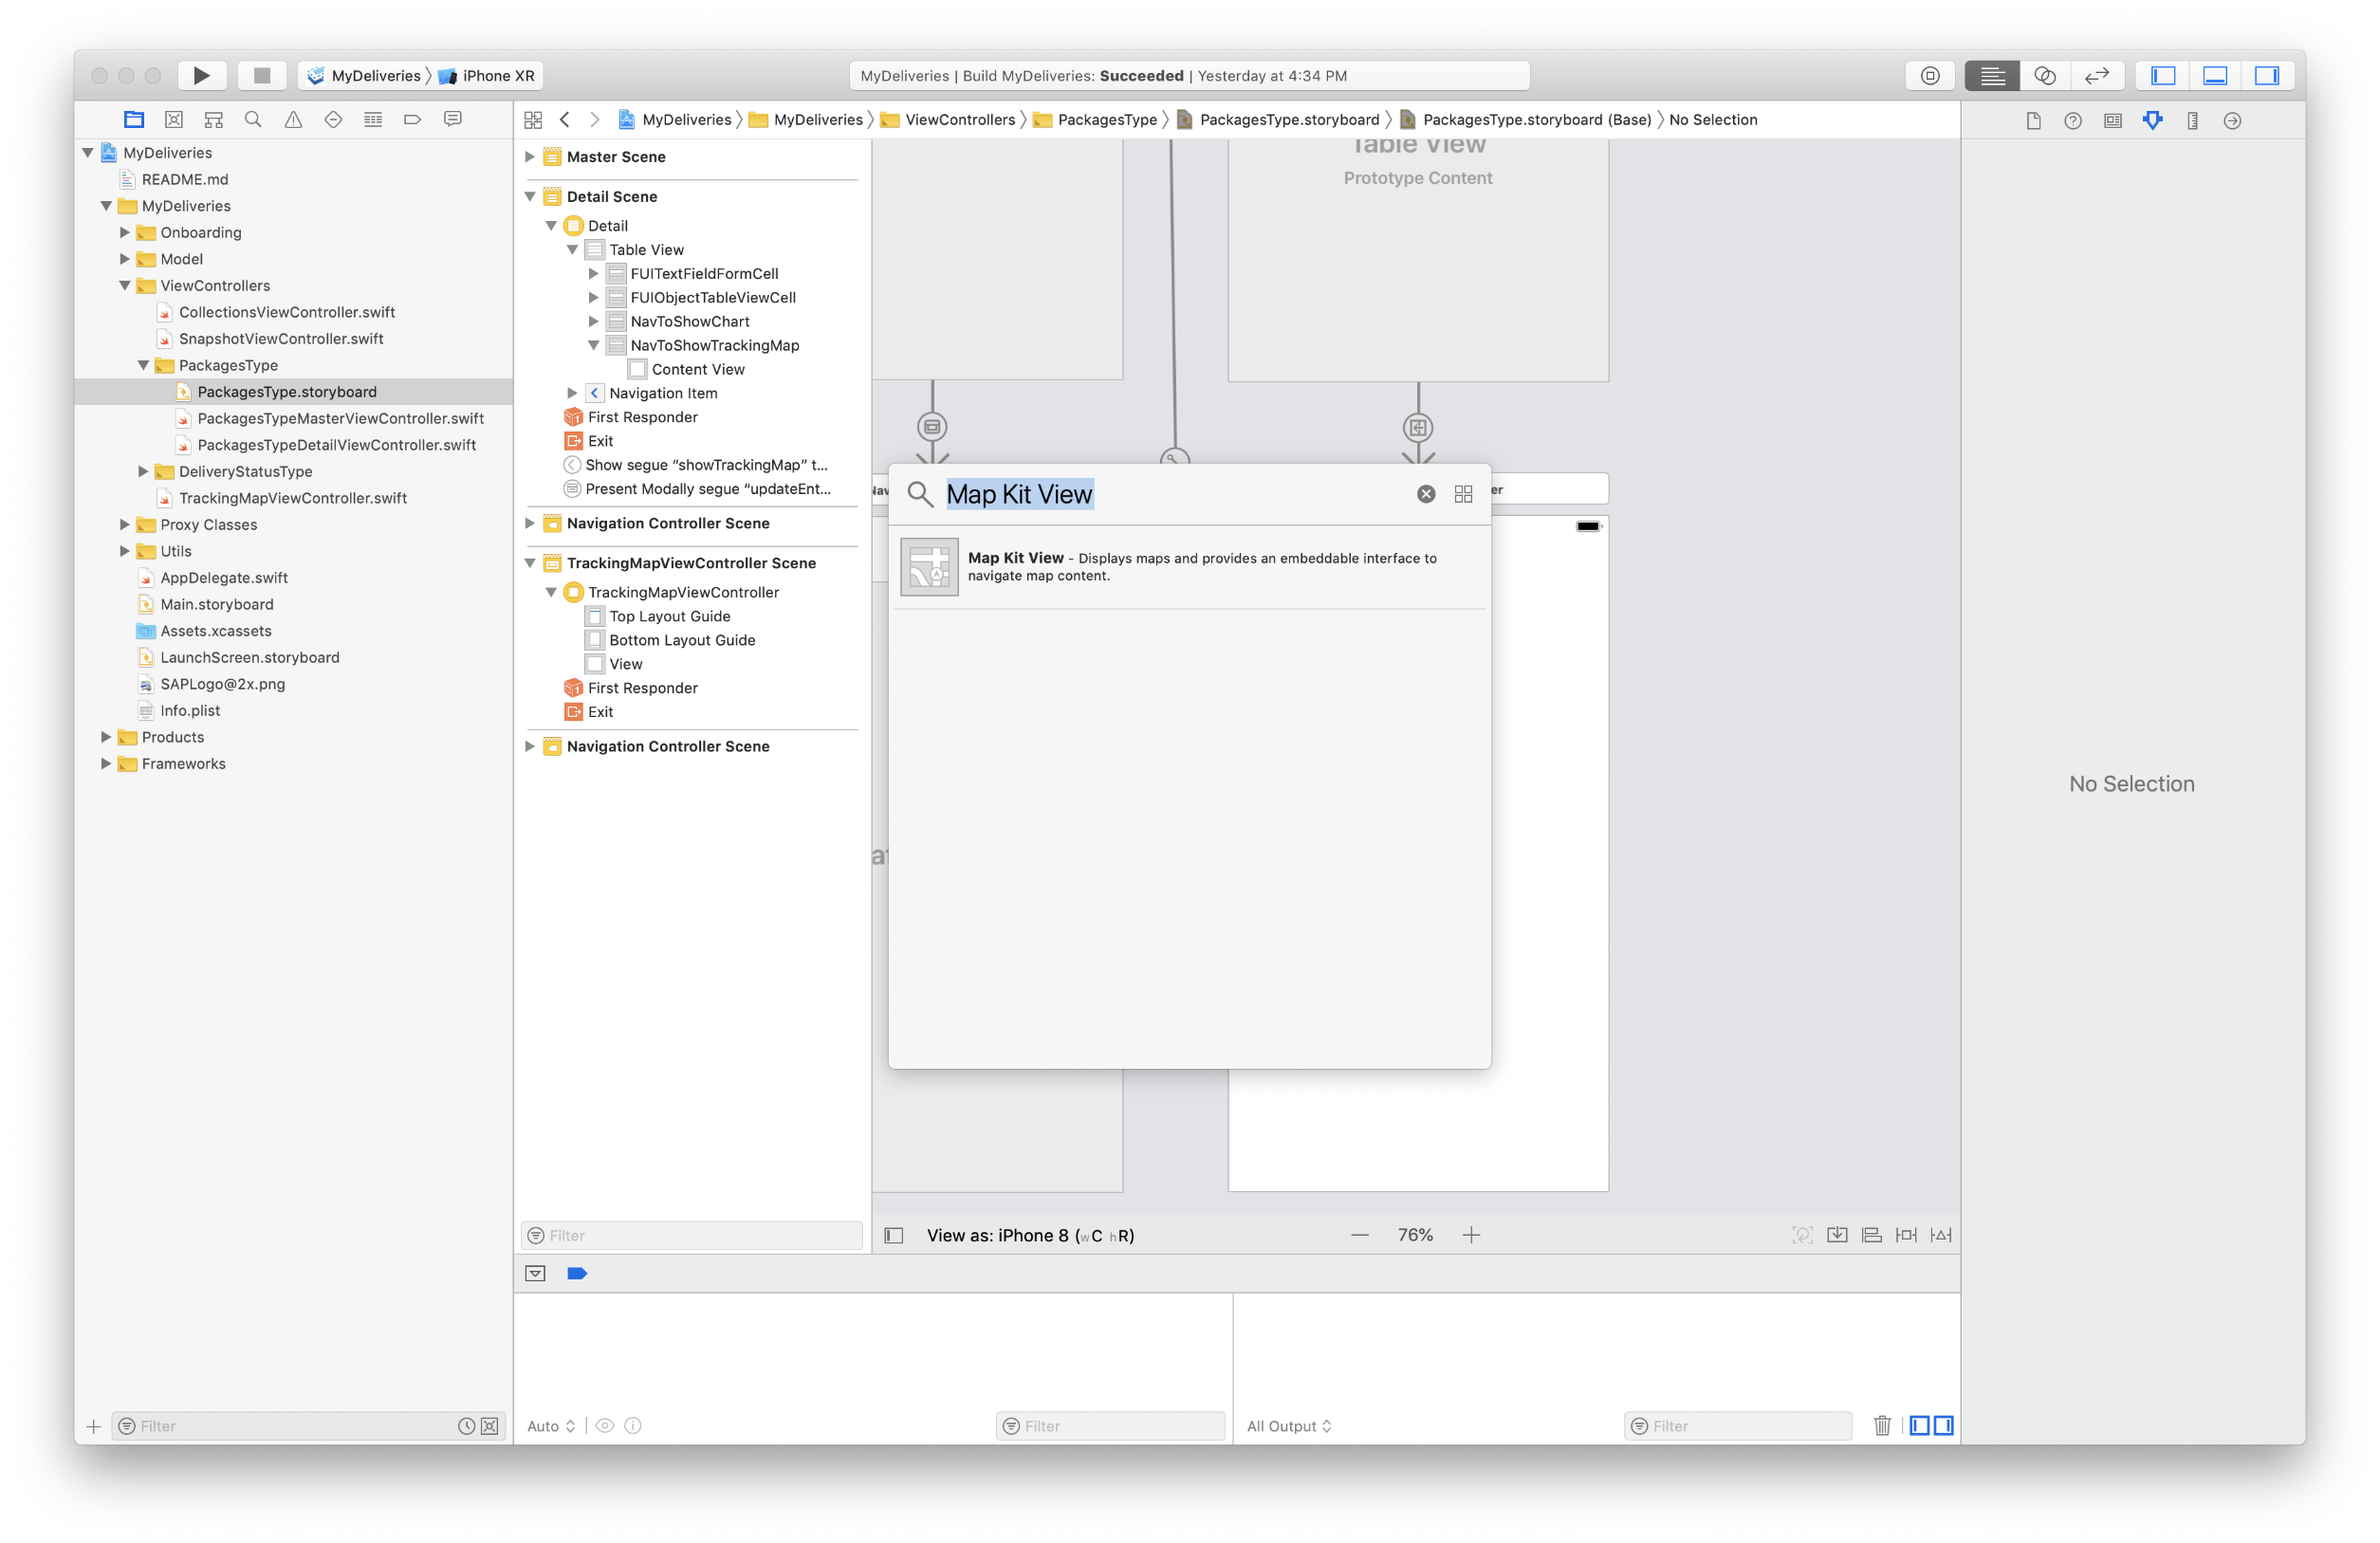 MyDeliveries 〉 iPhone XR
MyDeliveries | Build MyDeliveries: Succeeded | Yesterday at 4:34 PM
MyDeliveries 〉 MyDeliveries 〉 ViewControllers 〉 PackagesType 〉 PackagesType.storyboard 〉 PackagesType.storyboard (Base) 〉 No Selection
MyDeliveries
README.md
MyDeliveries
Onboarding
Model
ViewControllers
CollectionsViewController.swift
SnapshotViewController.swift
PackagesType
PackagesType.storyboard
PackagesTypeMasterViewController.swift
PackagesTypeDetailViewController.swift
DeliveryStatusType
TrackingMapViewController.swift
Proxy Classes
Utils
AppDelegate.swift
Main.storyboard
Assets.xcassets
LaunchScreen.storyboard
SAPLogo@2x.png
Info.plist
Products
Frameworks
Filter
Master Scene
Detail Scene
Detail
Table View
FUITextFieldFormCell
FUIObjectTableViewCell
NavToShowChart
NavToShowTrackingMap
Content View
Navigation Item
First Responder
Exit
Show segue “showTrackingMap” t...
Present Modally segue “updateEnt...
Navigation Controller Scene
TrackingMapViewController Scene
TrackingMapViewController
Top Layout Guide
Bottom Layout Guide
View
First Responder
Exit
Navigation Controller Scene
Filter
Table View
Prototype Content
Nav
er
Map Kit View
Map Kit View - Displays maps and provides an embeddable interface to
navigate map content.
at
View as: iPhone 8 (wC hR)
76%
Auto
Filter
All Output
Filter
No Selection